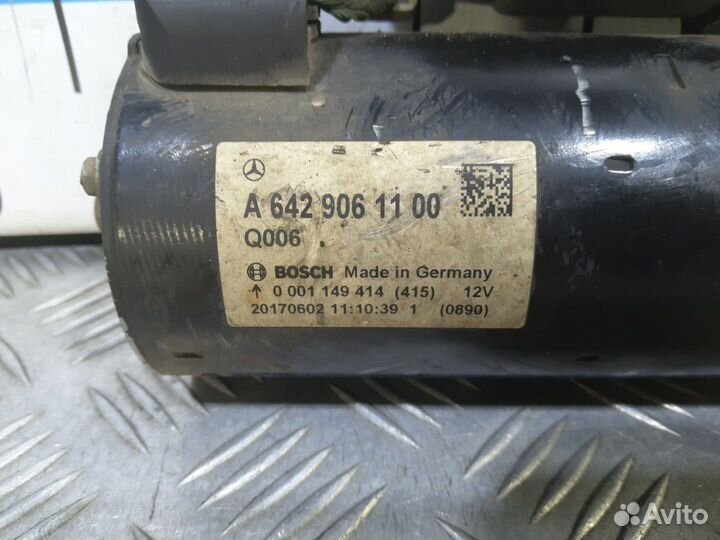 A 642 906 11 00
Q006
BOSCH Made in Germany
0 001 149 414 (415) 12V
20170602 11:10:39 1 (0890)
Avito